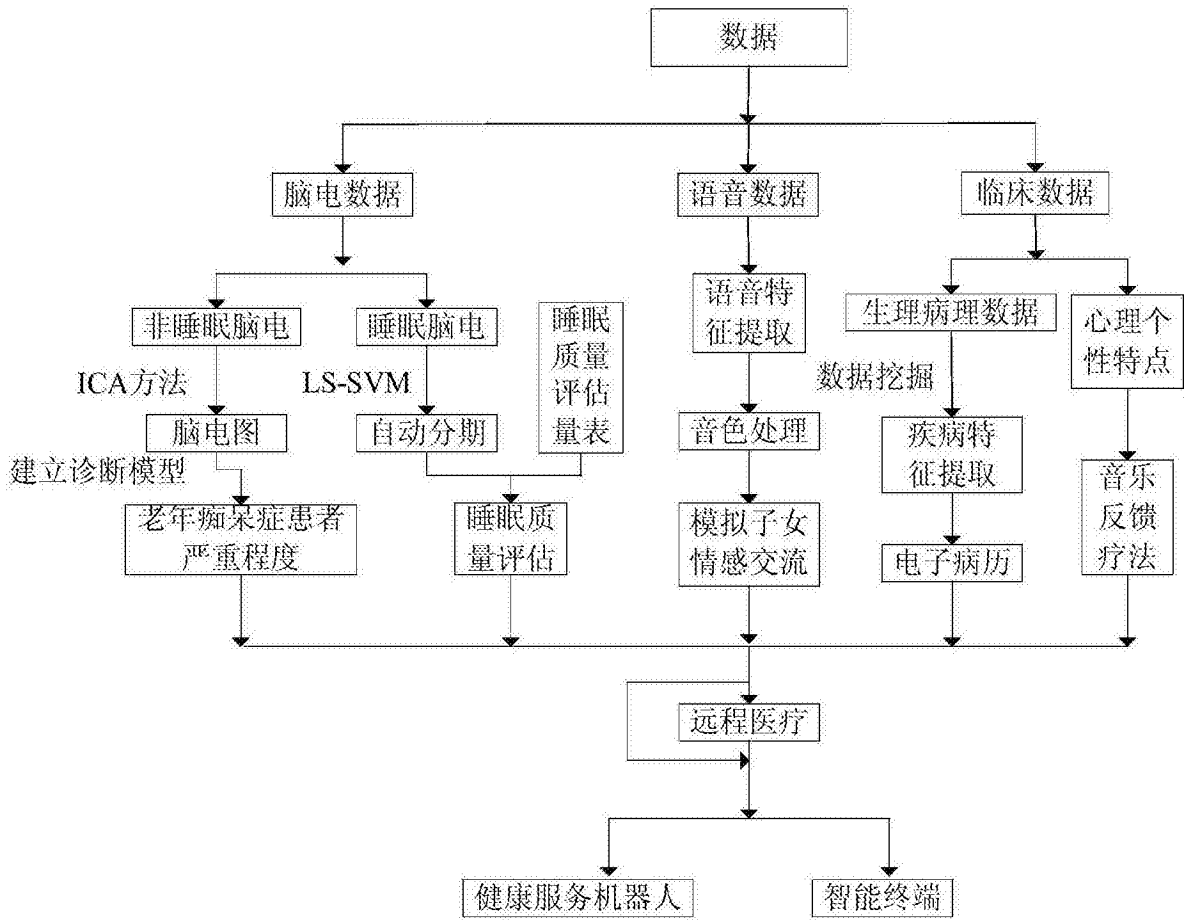 数据
脑电数据
语音数据
临床数据
非睡眠脑电
睡眠脑电
睡眠
质量
评估
量表
语音特
征提取
生理病理数据
心理个
性特点
ICA方法
LS-SVM
数据挖掘
脑电图
自动分期
音色处理
疾病特
征提取
建立诊断模型
音乐
反馈
疗法
老年痴呆症患者
严重程度
睡眠质
量评估
模拟子女
情感交流
电子病历
远程医疗
健康服务机器人
智能终端